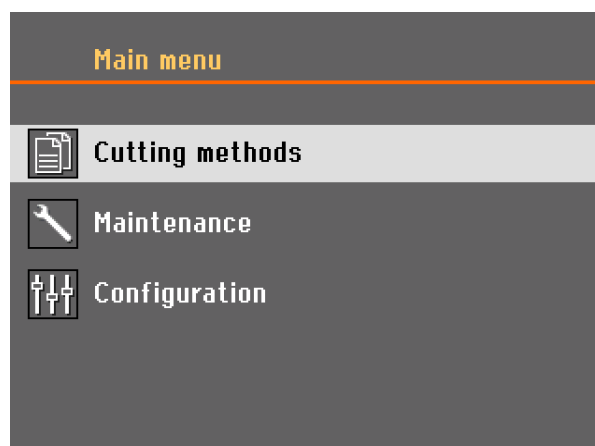 Main menu
Cutting methods
Maintenance
Configuration